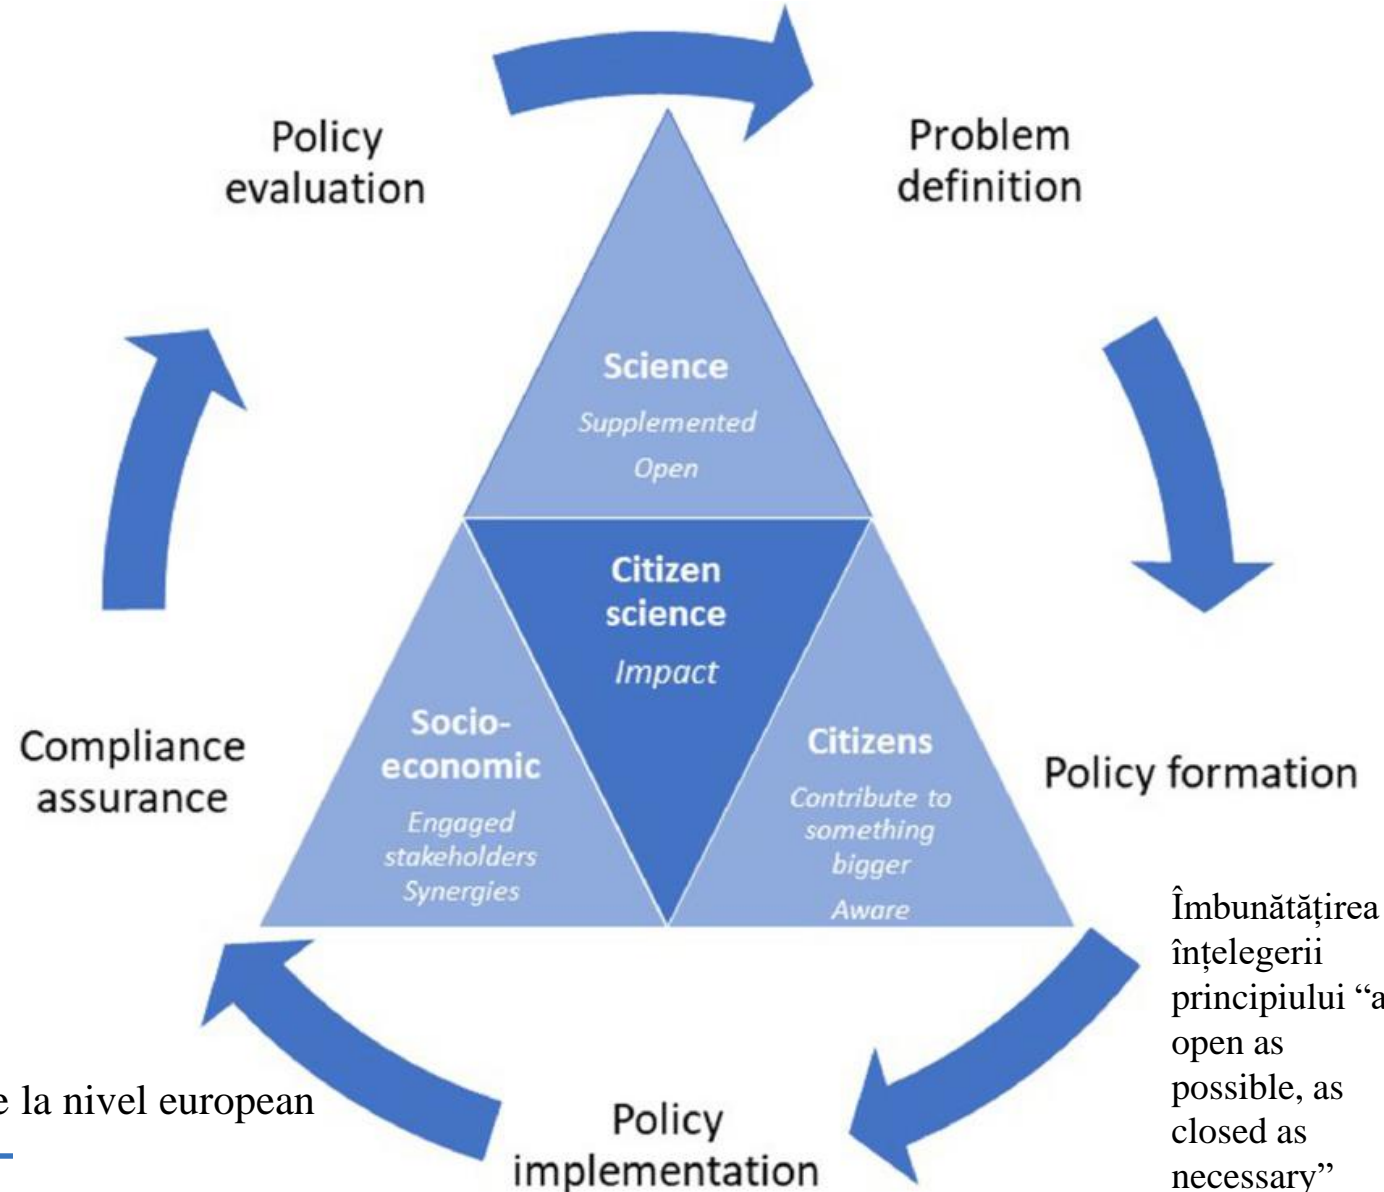 Policy
evaluation
Problem
definition
Science
Supplemented
Open
Citizen
science
Impact
Socio-
economic
Engaged
stakeholders
Synergies
Citizens
Contribute to
something
bigger
Aware
Compliance
assurance
Policy formation
Îmbunătățirea
înțelegerii
principiului “a
open as
possible, as
closed as
necessary”
e la nivel european
Policy
implementation